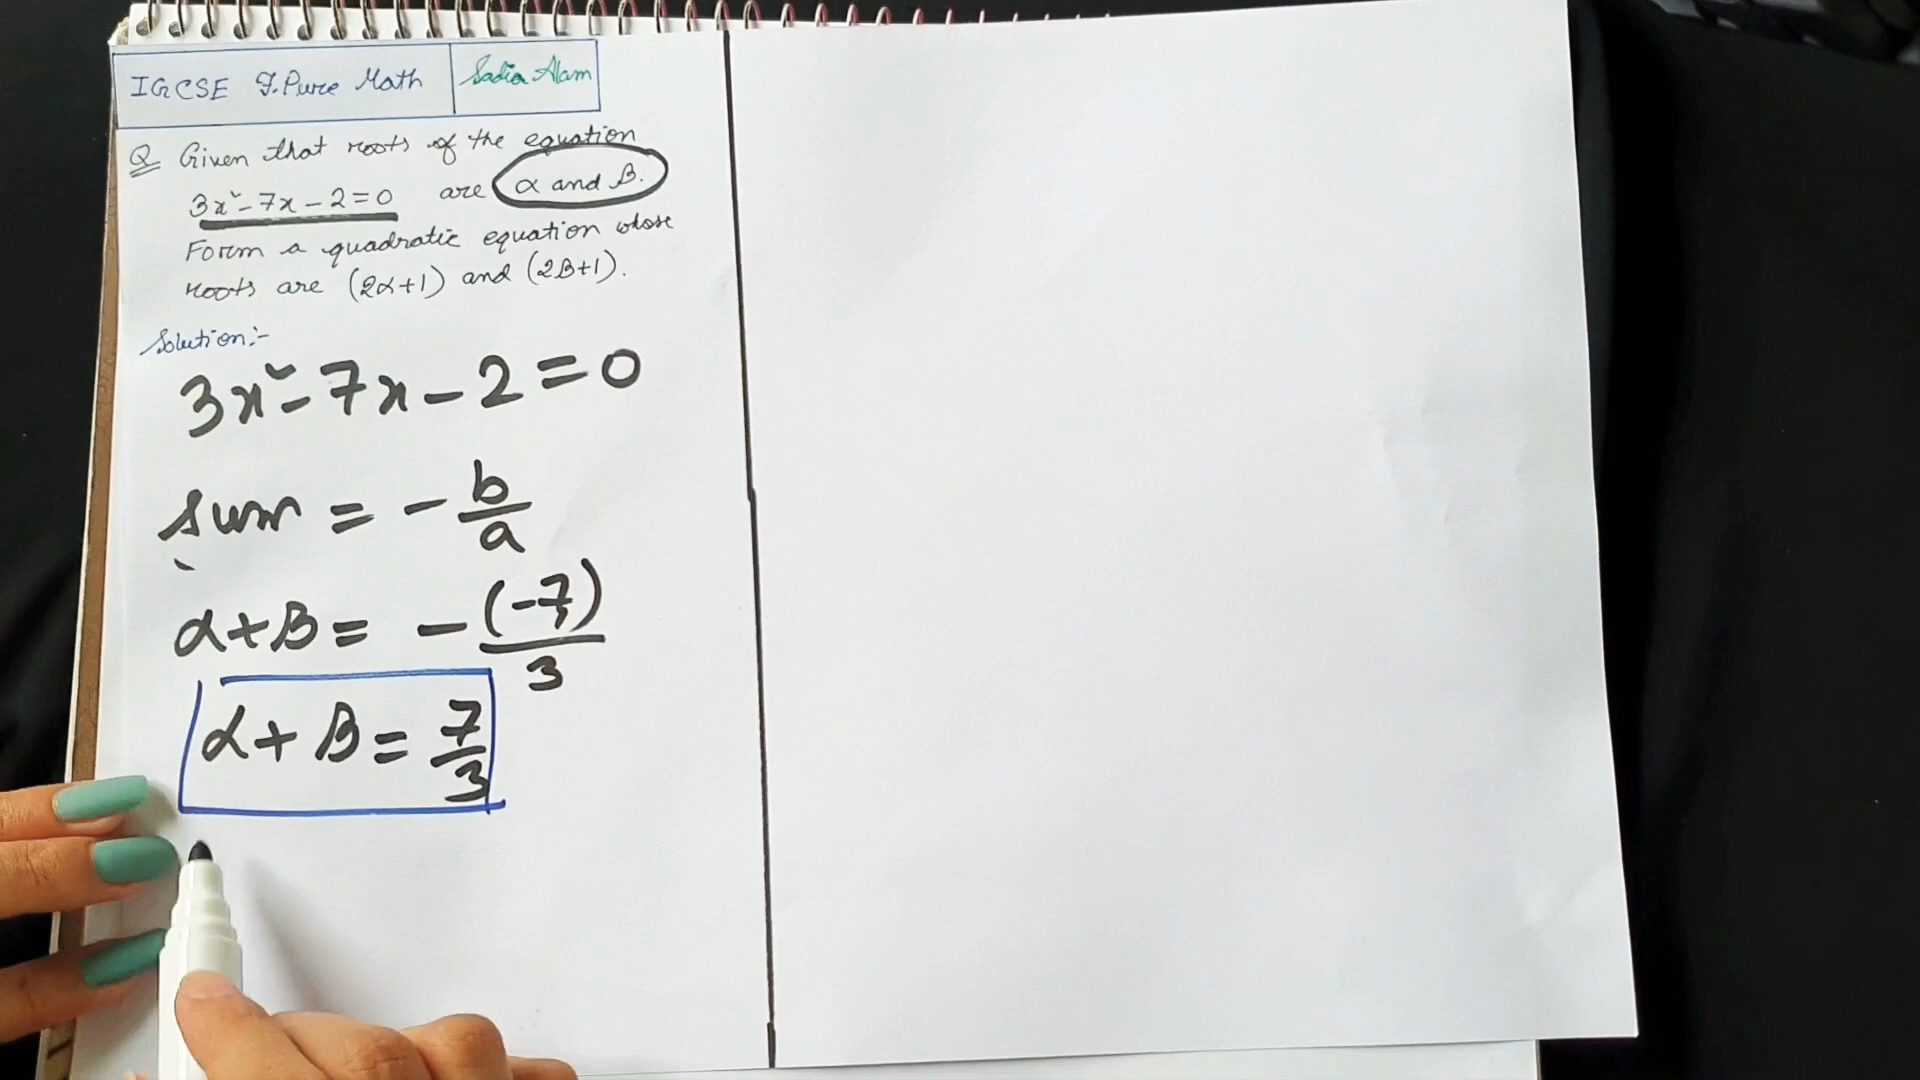 IGCSE F.Pure Math
Sadia Alam
Q Given that roots of the equation
3x²-7x-2=0 are α and β.
Form a quadratic equation whose
roots are (2α+1) and (2β+1).
Solution:-
3x²-7x-2=0
sum = - b/a
α+β = - (-7)/3
α+β = 7/3